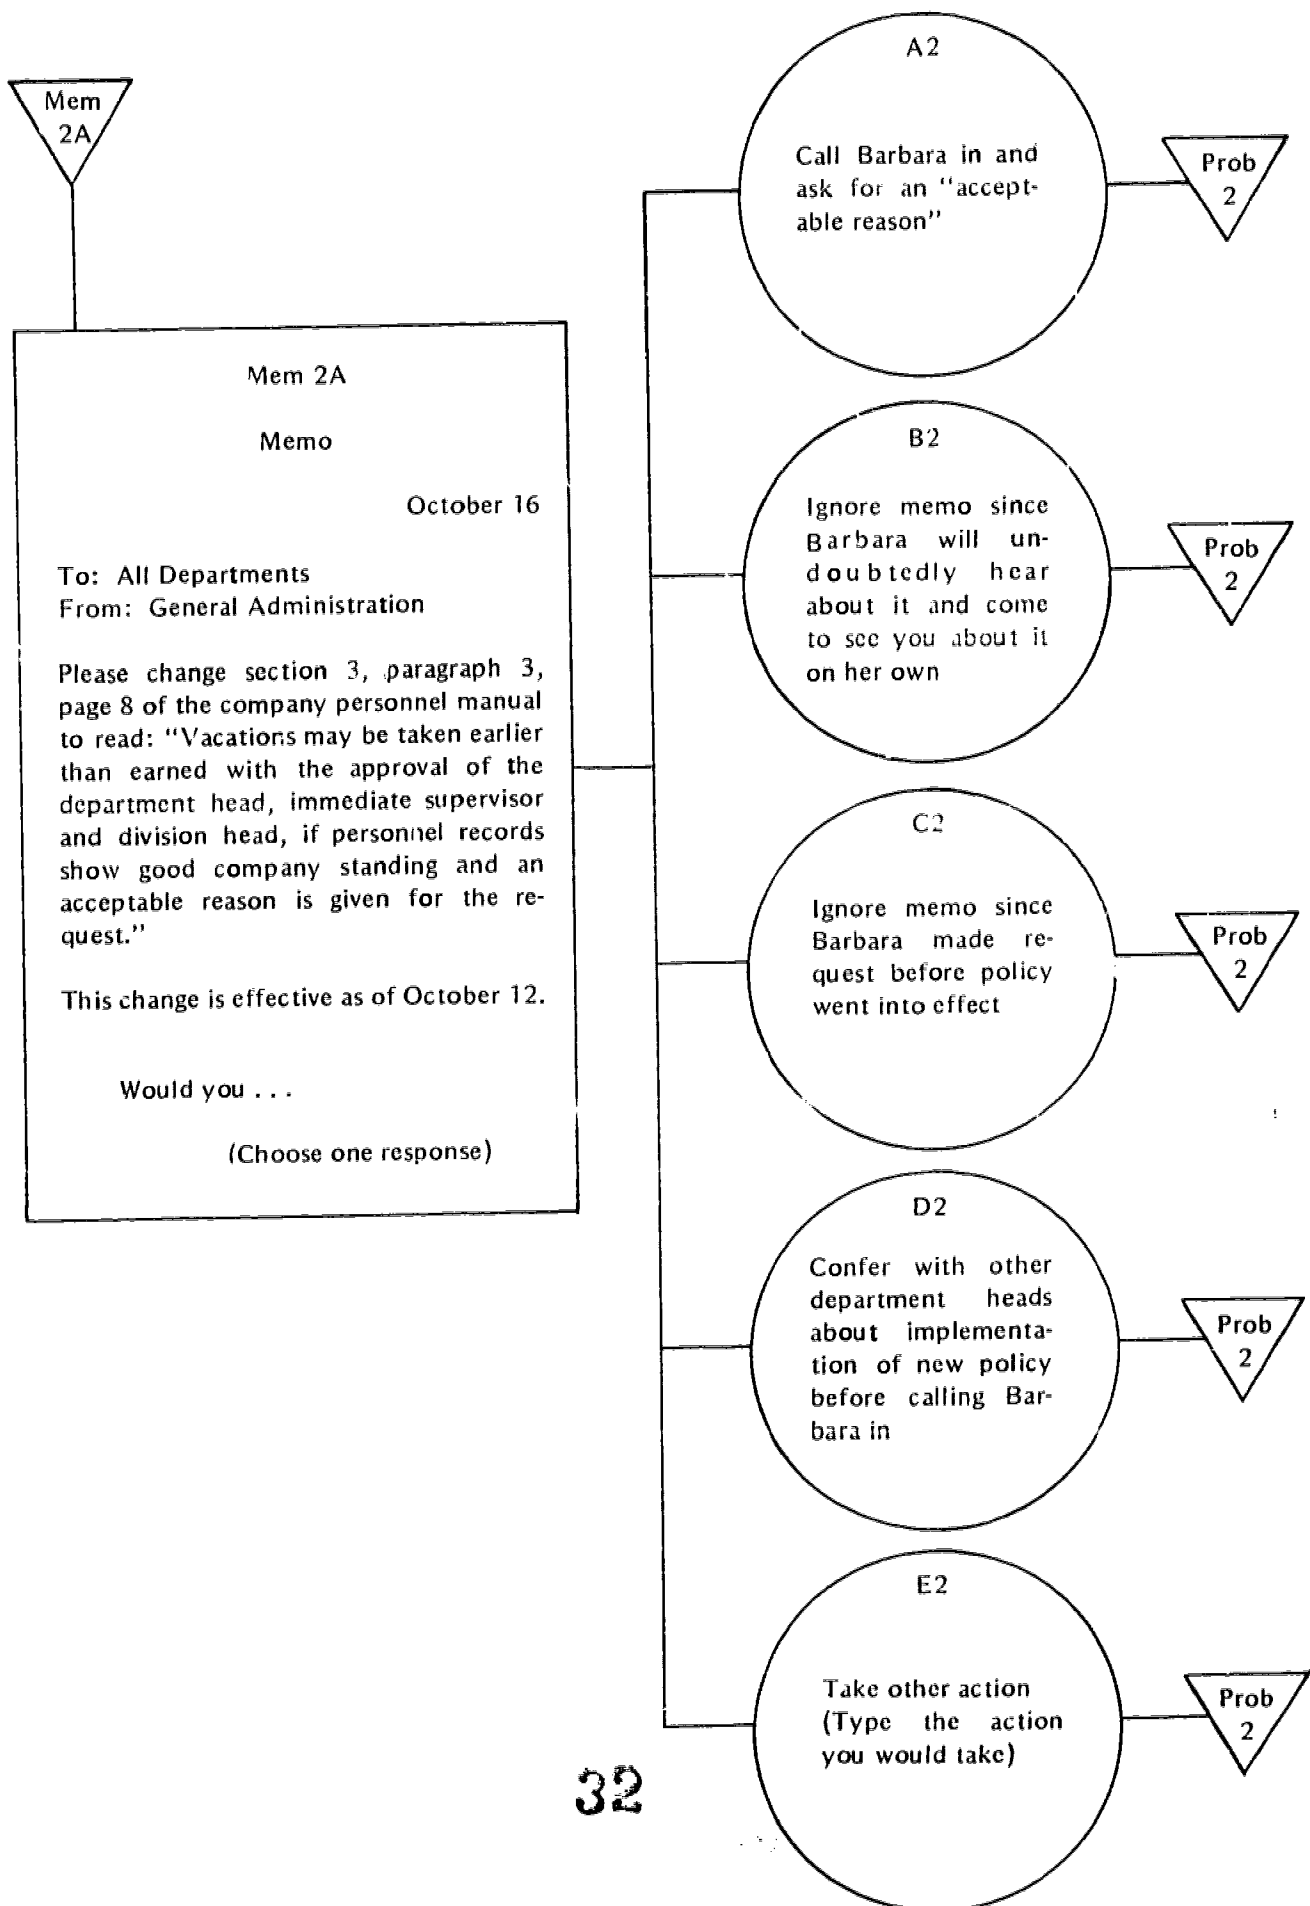 Mem
2A
Mem 2A
Memo
October 16
To: All Departments
From: General Administration
Please change section 3, paragraph 3,
page 8 of the company personnel manual
to read: "Vacations may be taken earlier
than earned with the approval of the
department head, immediate supervisor
and division head, if personnel records
show good company standing and an
acceptable reason is given for the re-
quest."
This change is effective as of October 12.
Would you . . .
(Choose one response)
A2
Call Barbara in and
ask for an "accept-
able reason"
Prob
2
B2
Ignore memo since
Barbara will un-
doubtedly hear
about it and come
to see you about it
on her own
Prob
2
C2
Ignore memo since
Barbara made re-
quest before policy
went into effect
Prob
2
D2
Confer with other
department heads
about implementa-
tion of new policy
before calling Bar-
bara in
Prob
2
E2
Take other action
(Type the action
you would take)
Prob
2
32